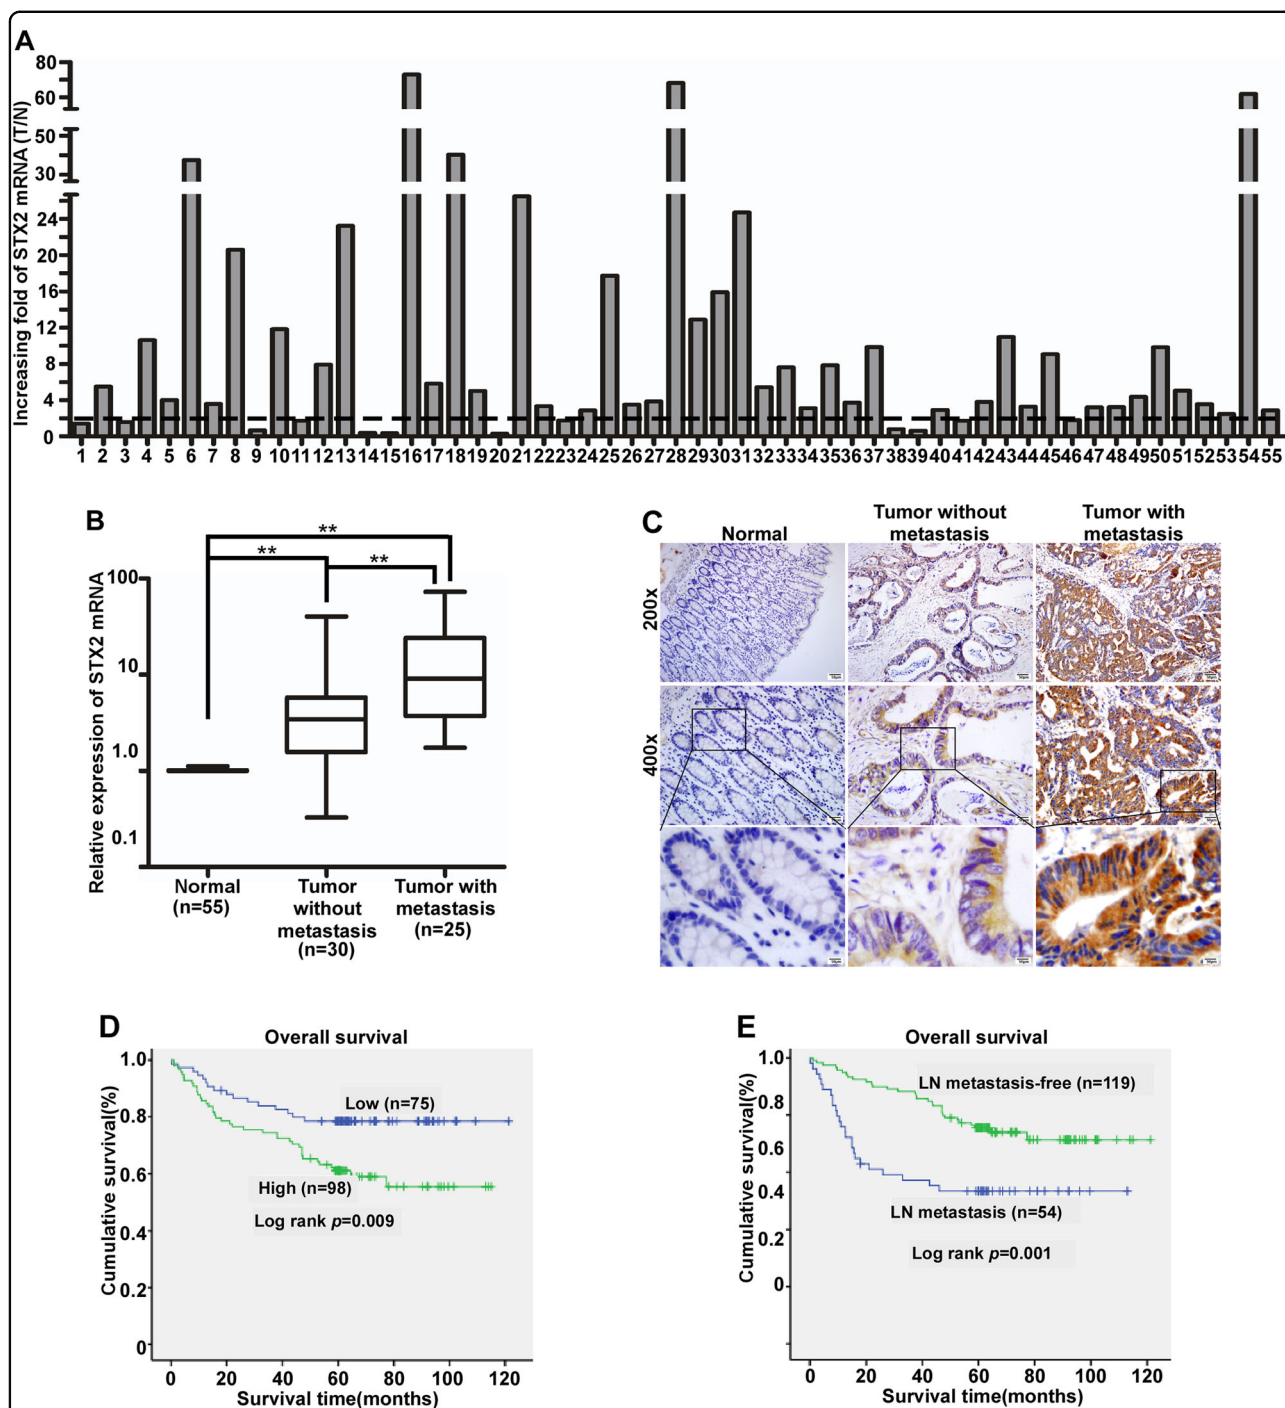 A
Increasing fold of STX2 mRNA (T/N)
80
60
50
30
24
20
16
12
8
4
0
1 2 3 4 5 6 7 8 9 10 11 12 13 14 15 16 17 18 19 20 21 22 23 24 25 26 27 28 29 30 31 32 33 34 35 36 37 38 39 40 41 42 43 44 45 46 47 48 49 50 51 52 53 54 55
B
Relative expression of STX2 mRNA
100
10
1.0
0.1
**
**
**
Normal
(n=55)
Tumor
without
metastasis
(n=30)
Tumor with
metastasis
(n=25)
C
Normal
Tumor without
metastasis
Tumor with
metastasis
200x
400x
D
Overall survival
Cumulative survival(%)
1.0
0.8
0.6
0.4
0.2
0
Low (n=75)
High (n=98)
Log rank p=0.009
0 20 40 60 80 100 120
Survival time(months)
E
Overall survival
Cumulative survival(%)
1.0
0.8
0.6
0.4
0.2
0
LN metastasis-free (n=119)
LN metastasis (n=54)
Log rank p=0.001
0 20 40 60 80 100 120
Survival time(months)